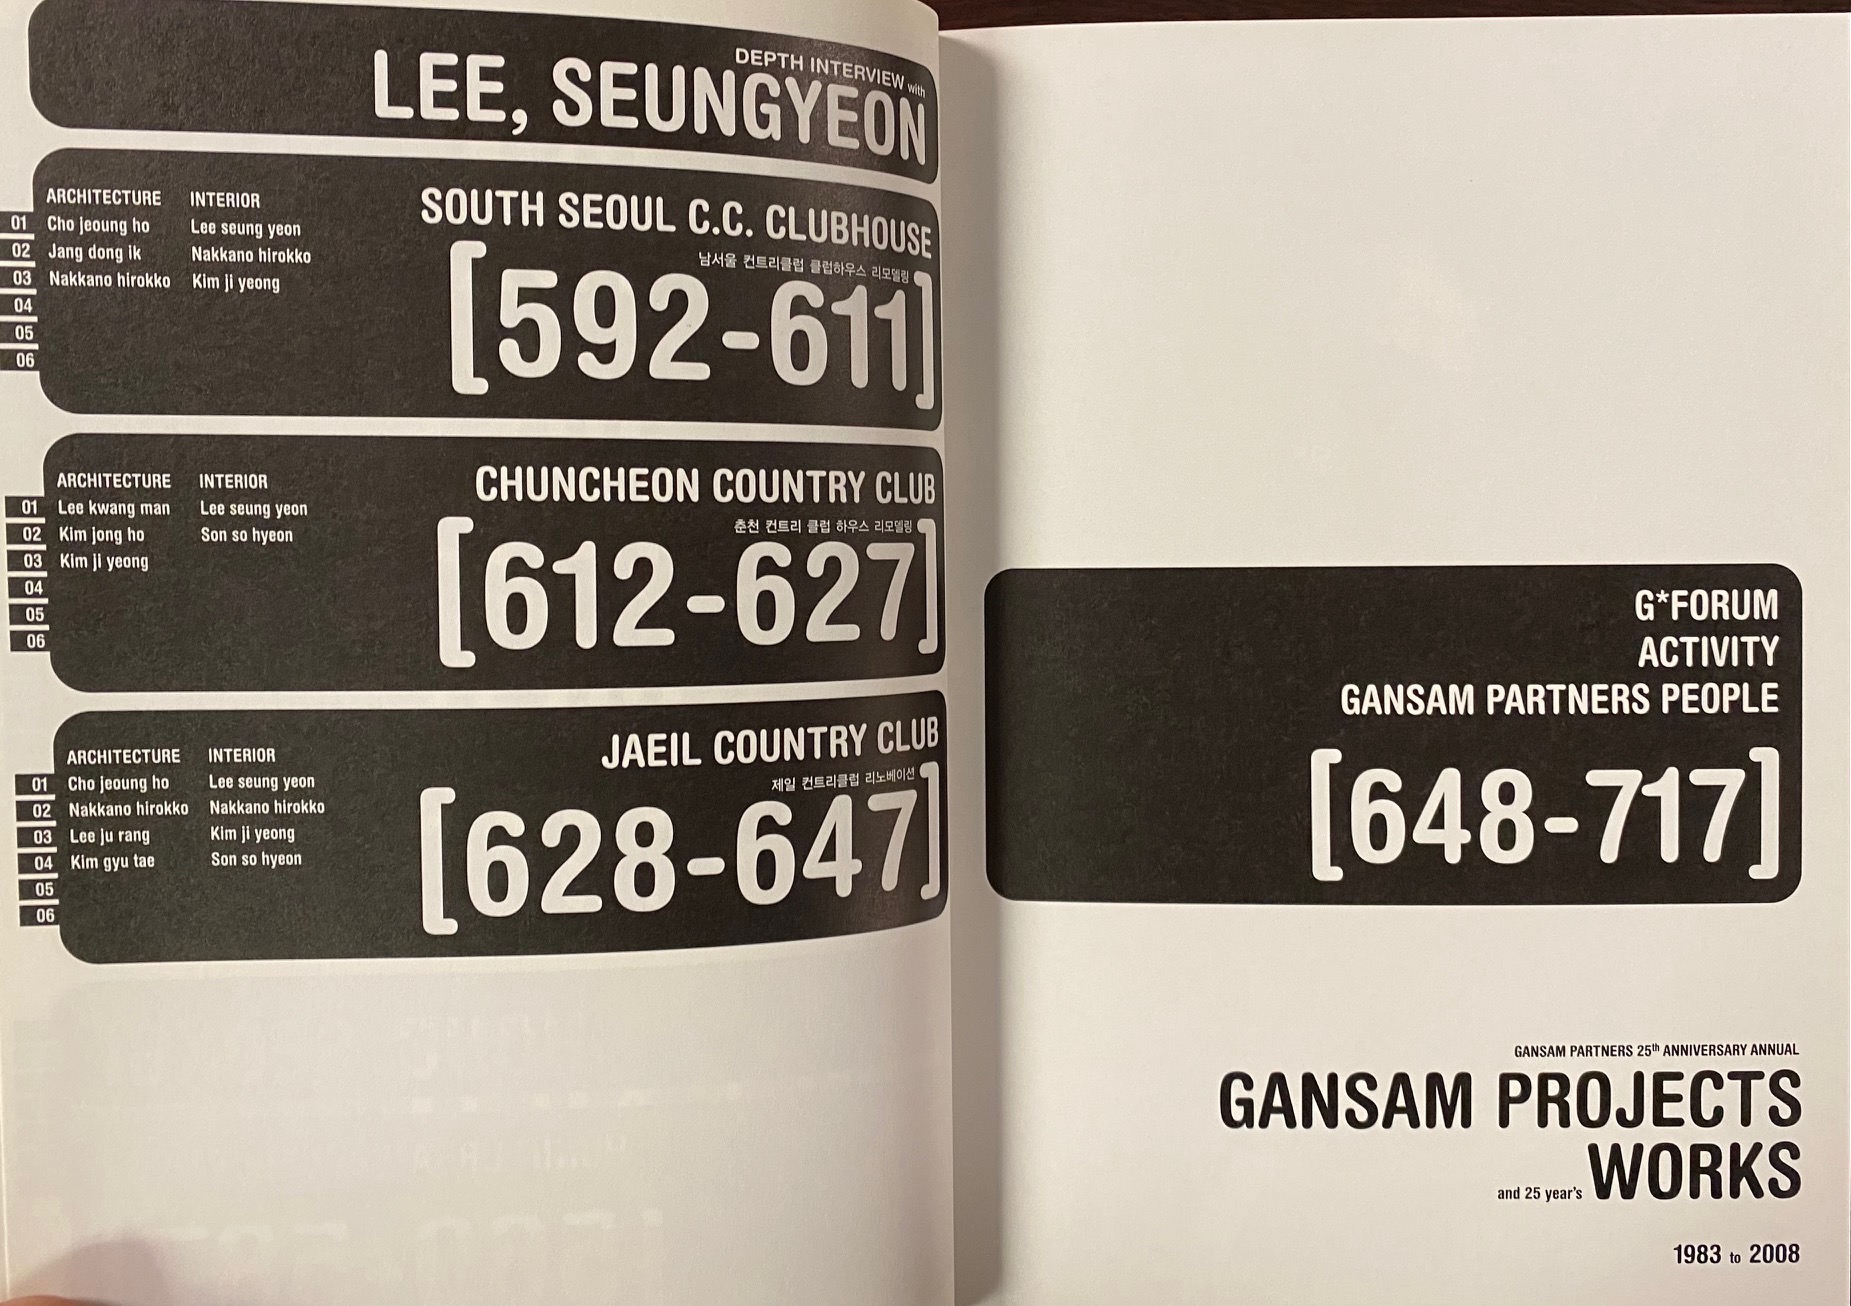 DEPTH INTERVIEW with
LEE, SEUNGYEON
SOUTH SEOUL C.C. CLUBHOUSE
남서울 컨트리클럽 클럽하우스 리모델링
[592-611]
ARCHITECTURE INTERIOR
01 Cho jeoung ho Lee seung yeon
02 Jang dong ik Nakkano hirokko
03 Nakkano hirokko Kim ji yeong
04
05
06
CHUNCHEON COUNTRY CLUB
춘천 컨트리 클럽 하우스 리모델링
[612-627]
ARCHITECTURE INTERIOR
01 Lee kwang man Lee seung yeon
02 Kim jong ho Son so hyeon
03 Kim ji yeong
04
05
06
JAEIL COUNTRY CLUB
제일 컨트리클럽 리노베이션
[628-647]
ARCHITECTURE INTERIOR
01 Cho jeoung ho Lee seung yeon
02 Nakkano hirokko Nakkano hirokko
03 Lee ju rang Kim ji yeong
04 Kim gyu tae Son so hyeon
05
06
G*FORUM
ACTIVITY
GANSAM PARTNERS PEOPLE
[648-717]
GANSAM PARTNERS 25th ANNIVERSARY ANNUAL
GANSAM PROJECTS
and 25 year's WORKS
1983 to 2008